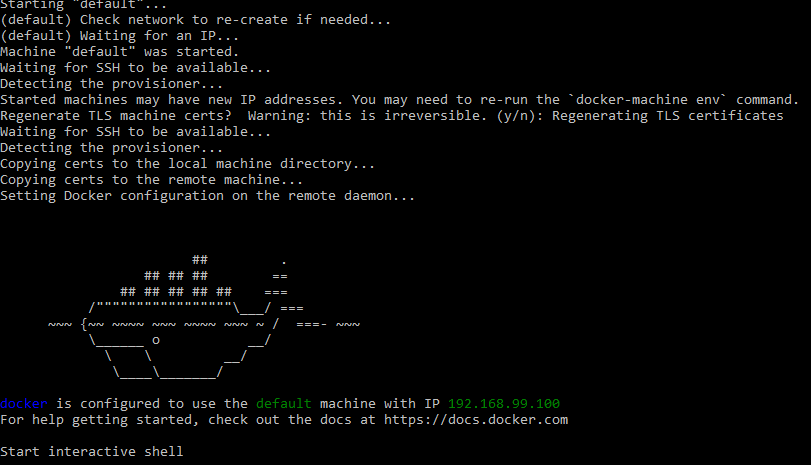 Starting "default"...
(default) Check network to re-create if needed...
(default) Waiting for an IP...
Machine "default" was started.
Waiting for SSH to be available...
Detecting the provisioner...
Started machines may have new IP addresses. You may need to re-run the `docker-machine env` command.
Regenerate TLS machine certs?  Warning: this is irreversible. (y/n): Regenerating TLS certificates
Waiting for SSH to be available...
Detecting the provisioner...
Copying certs to the local machine directory...
Copying certs to the remote machine...
Setting Docker configuration on the remote daemon...
                        ##         .
                  ## ## ##        ==
               ## ## ## ## ##    ===
           /"""""""""""""""""\___/ ===
      ~~~ {~~ ~~~~ ~~~ ~~~~ ~~~ ~ /  ===- ~~~
           \______ o           __/
             \    \         __/
              \____\_______/
docker is configured to use the default machine with IP 192.168.99.100
For help getting started, check out the docs at https://docs.docker.com
Start interactive shell